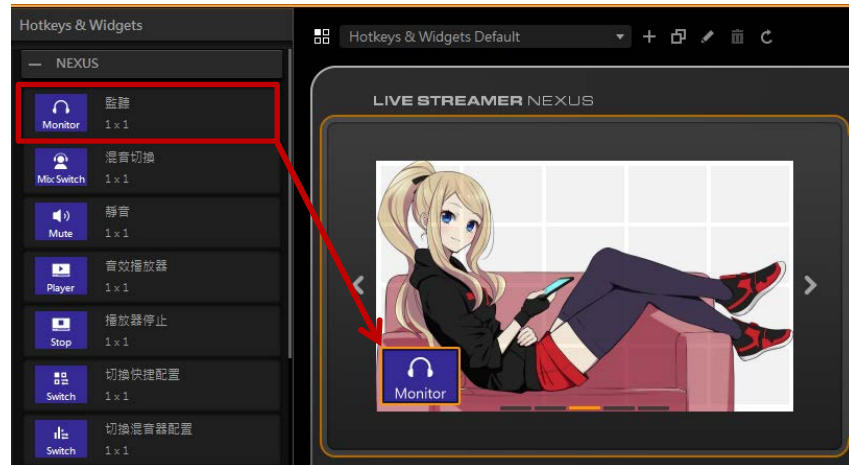 Hotkeys & Widgets
NEXUS
監聽
Monitor
1 x 1
混音切換
Mix Switch
1 x 1
靜音
Mute
1 x 1
音效播放器
Player
1 x 1
播放器停止
Stop
1 x 1
切換快捷配置
Switch
1 x 1
切換混音器配置
Switch
1 x 1
Hotkeys & Widgets Default
LIVE STREAMER NEXUS
Monitor